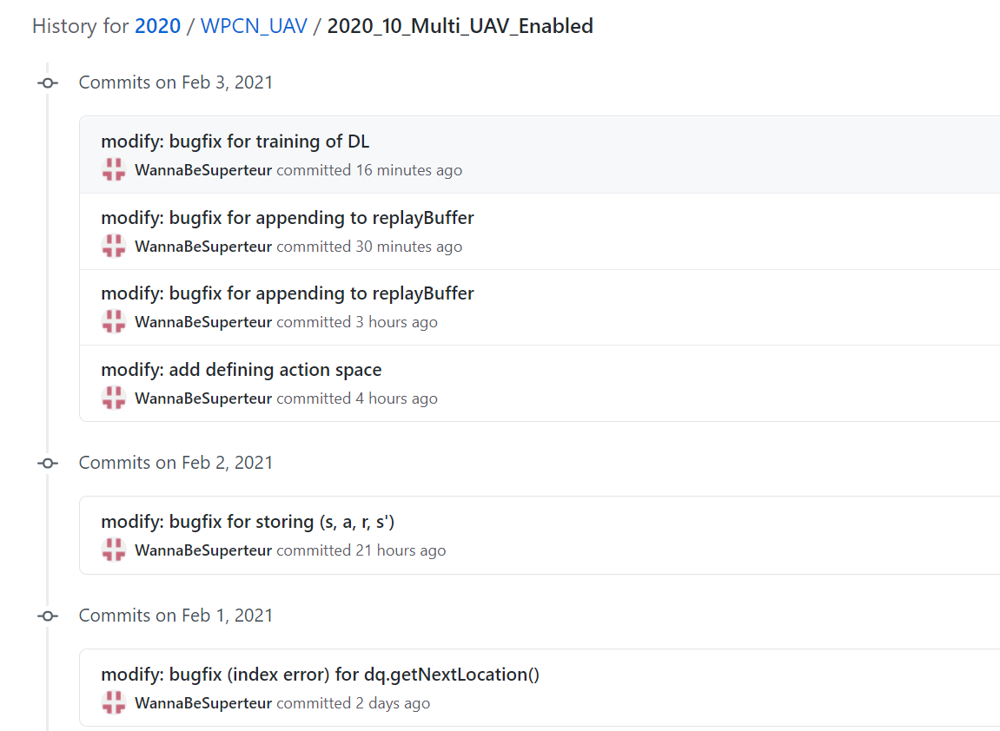 History for 2020 / WPCN_UAV / 2020_10_Multi_UAV_Enabled
Commits on Feb 3, 2021
modify: bugfix for training of DL
WannaBeSuperteur committed 16 minutes ago
modify: bugfix for appending to replayBuffer
WannaBeSuperteur committed 30 minutes ago
modify: bugfix for appending to replayBuffer
WannaBeSuperteur committed 3 hours ago
modify: add defining action space
WannaBeSuperteur committed 4 hours ago
Commits on Feb 2, 2021
modify: bugfix for storing (s, a, r, s')
WannaBeSuperteur committed 21 hours ago
Commits on Feb 1, 2021
modify: bugfix (index error) for dq.getNextLocation()
WannaBeSuperteur committed 2 days ago